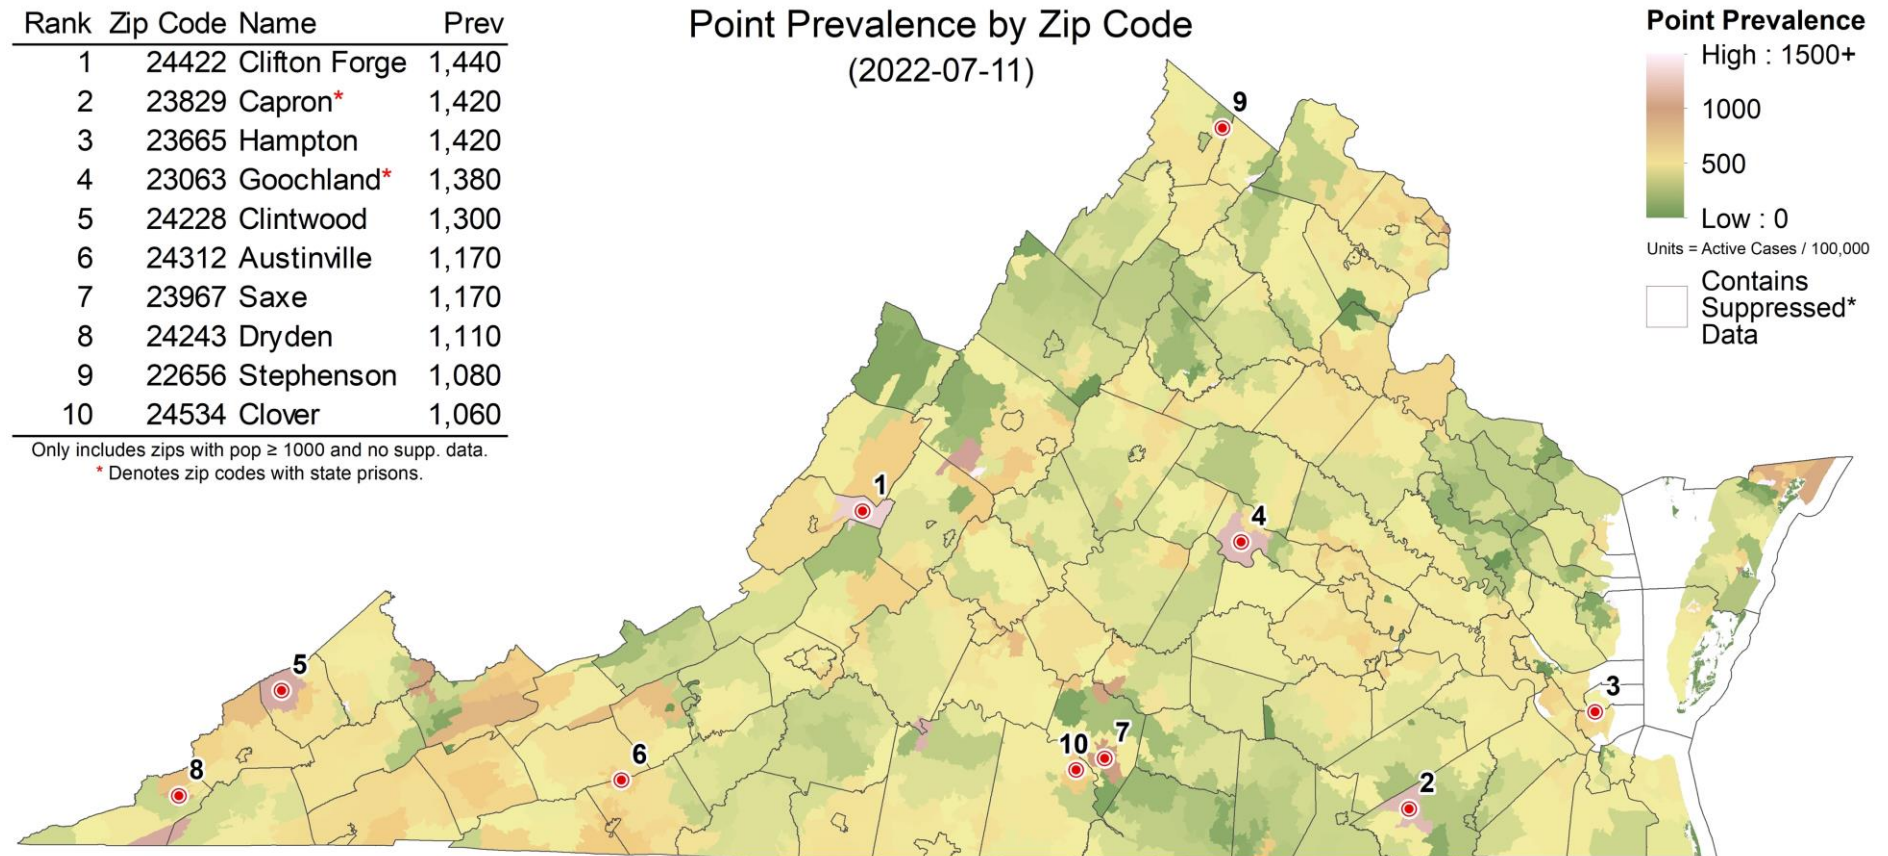 Rank Zip Code Name Prev
1 24422 Clifton Forge 1,440
2 23829 Capron* 1,420
3 23665 Hampton 1,420
4 23063 Goochland* 1,380
5 24228 Clintwood 1,300
6 24312 Austinville 1,170
7 23967 Saxe 1,170
8 24243 Dryden 1,110
9 22656 Stephenson 1,080
10 24534 Clover 1,060
Only includes zips with pop ≥ 1000 and no supp. data.
* Denotes zip codes with state prisons.
Point Prevalence by Zip Code
(2022-07-11)
Point Prevalence
High : 1500+
1000
500
Low : 0
Units = Active Cases / 100,000
Contains
Suppressed*
Data
9
1
4
5
3
6
10 7
8
2